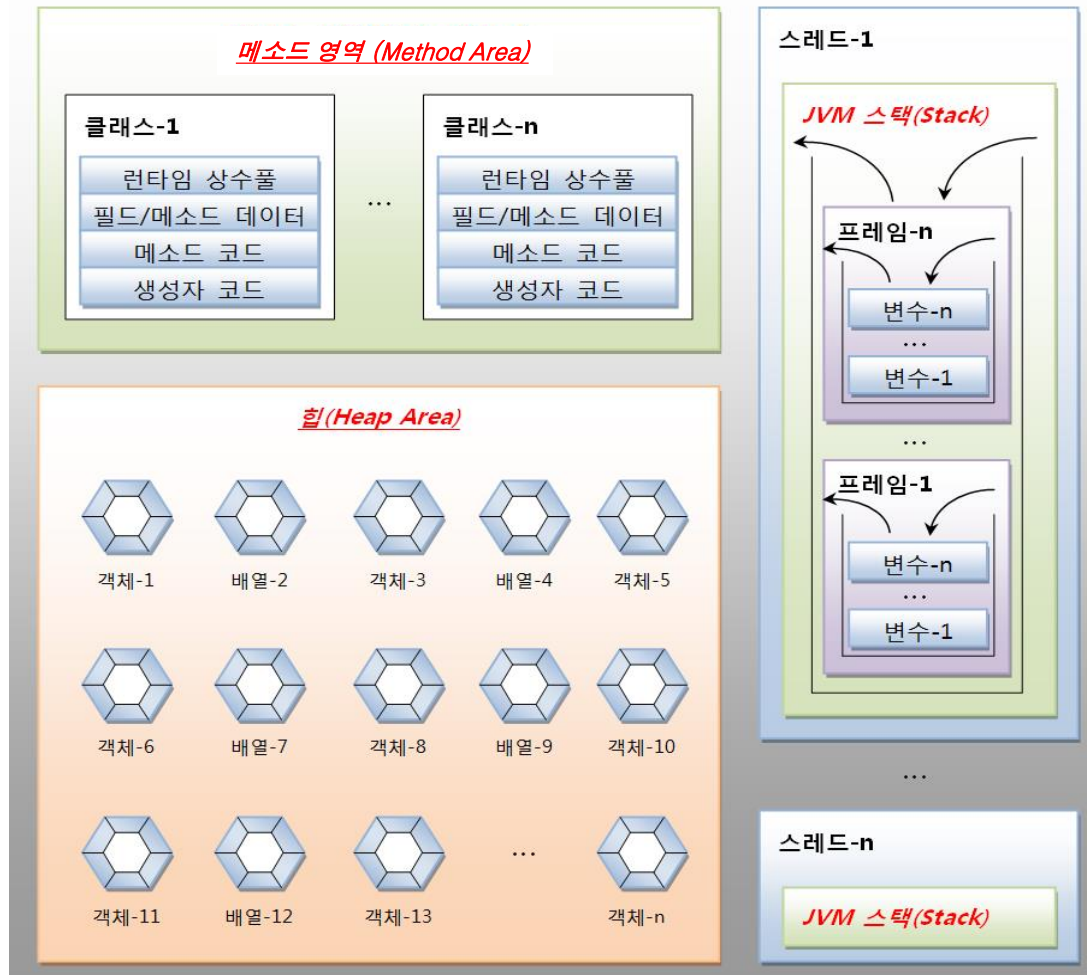 메소드 영역 (Method Area)
클래스-1
런타임 상수풀
필드/메소드 데이터
메소드 코드
생성자 코드
...
클래스-n
런타임 상수풀
필드/메소드 데이터
메소드 코드
생성자 코드
힙(Heap Area)
객체-1 배열-2 객체-3 배열-4 객체-5
객체-6 배열-7 객체-8 배열-9 객체-10
객체-11 배열-12 객체-13 ... 객체-n
스레드-1
JVM 스택(Stack)
프레임-n
변수-n
...
변수-1
...
프레임-1
변수-n
...
변수-1
...
스레드-n
JVM 스택(Stack)